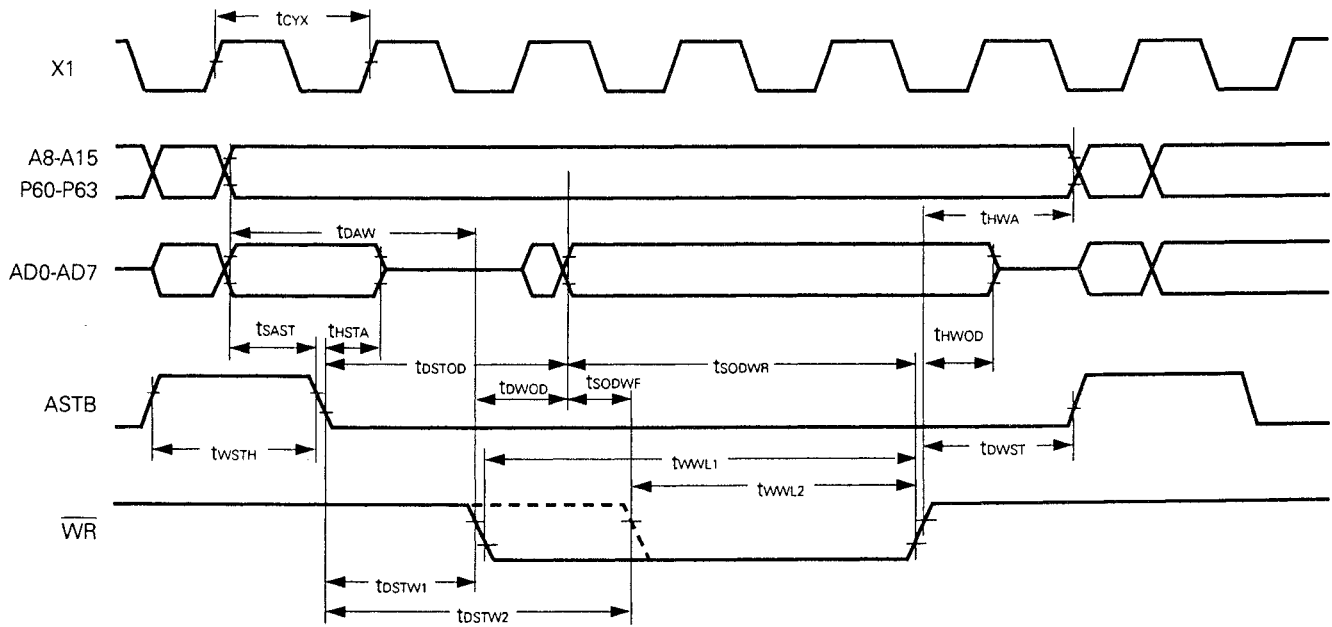 tCYX
X1
A8-A15
P60-P63
tHWA
tDAW
AD0-AD7
tSAST
tHSTA
tHWOD
tDSTOD
tSODWR
tDWOD
tSODWF
ASTB
tWSTH
tDWST
tWWL1
tWWL2
WR
tDSTW1
tDSTW2